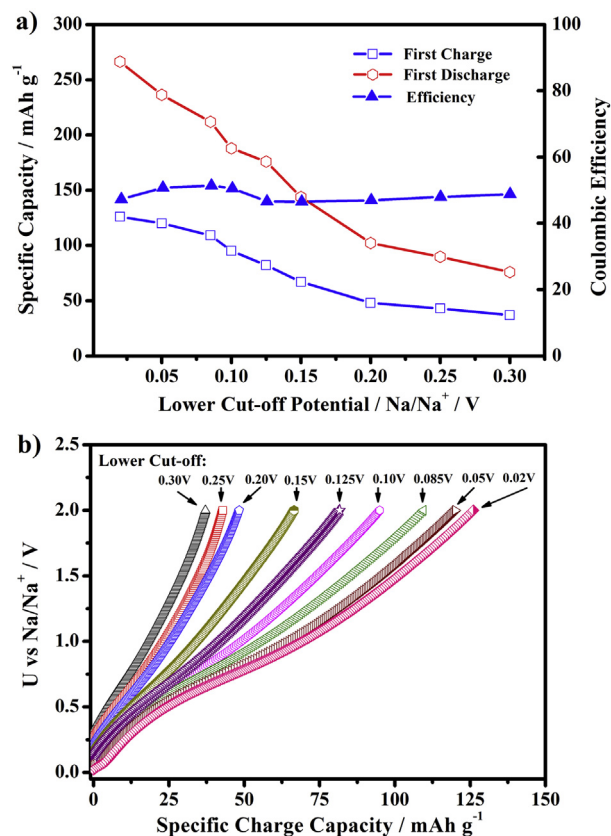 a)
300
250
200
150
100
50
0
Specific Capacity / mAh g⁻¹
First Charge
First Discharge
Efficiency
100
80
60
40
20
0
Coulombic Efficiency
0.05 0.10 0.15 0.20 0.25 0.30
Lower Cut-off Potential / Na/Na⁺ / V
b)
2.5
2.0
1.5
1.0
0.5
0.0
U vs Na/Na⁺ / V
Lower Cut-off:
0.30V 0.25V 0.20V 0.15V 0.125V 0.10V 0.085V 0.05V 0.02V
0 25 50 75 100 125 150
Specific Charge Capacity / mAh g⁻¹